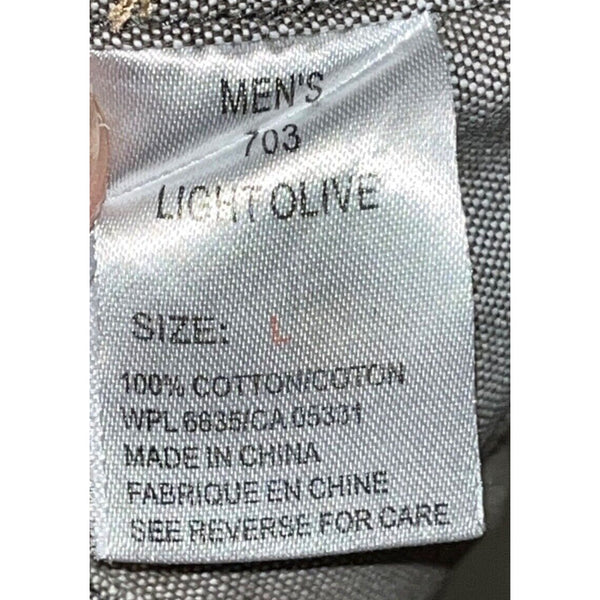 MEN'S
703
LIGHT OLIVE
SIZE: L
100% COTTON/COTON
WPL 6635/CA 05331
MADE IN CHINA
FABRIQUE EN CHINE
SEE REVERSE FOR CARE